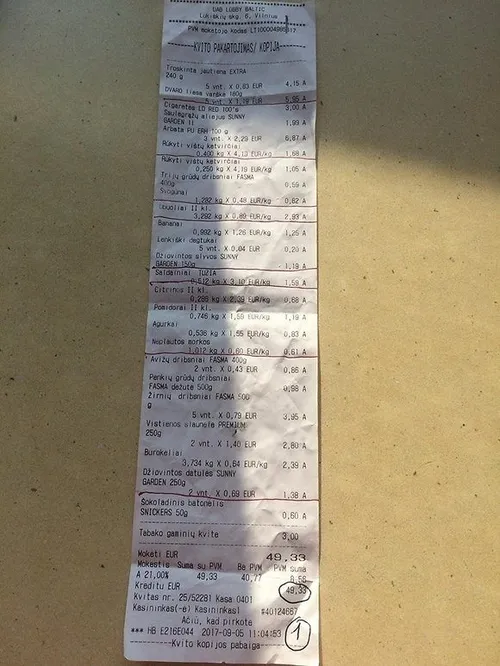 UAB LOBBY BALTIC
Lukiškių skg. 6, Vilnius
PVM mokėtojo kodas LT100004995317
KVITO PAKARTOJIMAS/ KOPIJA
Troškinta jautiena EXTRA
240 g
5 vnt. X 0,83 EUR 4,15 A
DVARO liesa varškė 180g
5 vnt. X 1,19 EUR 5,95 A
Cigaretės LD RED 100's 3,00 A
Saulėgrąžų aliejus SUNNY
GARDEN 1l 1,99 A
Arbata PU ERH 100 g
3 vnt. X 2,29 EUR 6,87 A
Rūkyti vištų ketvirčiai
0,400 kg X 4,19 EUR/kg 1,68 A
Rūkyti vištų ketvirčiai
0,250 kg X 4,19 EUR/kg 1,05 A
Trijų grūdų dribsniai FASMA
400g 0,59 A
Svogūnai
1,282 kg X 0,48 EUR/kg 0,62 A
Obuoliai II kl.
3,292 kg X 0,89 EUR/kg 2,93 A
Bananai
0,992 kg X 1,26 EUR/kg 1,25 A
Lenkiški degtukai
5 vnt. X 0,04 EUR 0,20 A
Džiovintos slyvos SUNNY
GARDEN 150g 1,19 A
Saldainiai TUZIA
0,512 kg X 3,10 EUR/kg 1,59 A
Citrinos II kl.
0,286 kg X 2,39 EUR/kg 0,68 A
Pomidorai II kl.
0,746 kg X 1,59 EUR/kg 1,19 A
Agurkai
0,536 kg X 1,55 EUR/kg 0,83 A
Neplautos morkos
0,61 A
Avižų dribsniai FASMA 400g
2 vnt. X 0,43 EUR 0,86 A
Penkių grūdų dribsniai
FASMA dėžutė 500g 0,98 A
Žirnių dribsniai FASMA 500
g
5 vnt. X 0,79 EUR 3,95 A
Vištienos šlaunelė PREMIUM
250g
2 vnt. X 1,40 EUR 2,80 A
Burokėliai
3,734 kg X 0,64 EUR/kg 2,39 A
Džiovintos datulės SUNNY
GARDEN 250g
2 vnt. X 0,69 EUR 1,38 A
Šokoladinis batonėlis
SNICKERS 50g 0,60 A
Tabako gaminių kvite 3,00
Mokėti EUR 49,33
Mokestis Suma su PVM Be PVM PVM Suma
A 21,00% 49,33 40,77 8,56
Kreditu EUR 49,33
Kvitas nr. 25/52281 Kasa 0401
Kasininkas(-ė) Kasininkas1 #40124687
Ačiū, kad pirkote
*** HB E216E044 2017-09-05 11:04:53
Kvito kopijos pabaiga
1